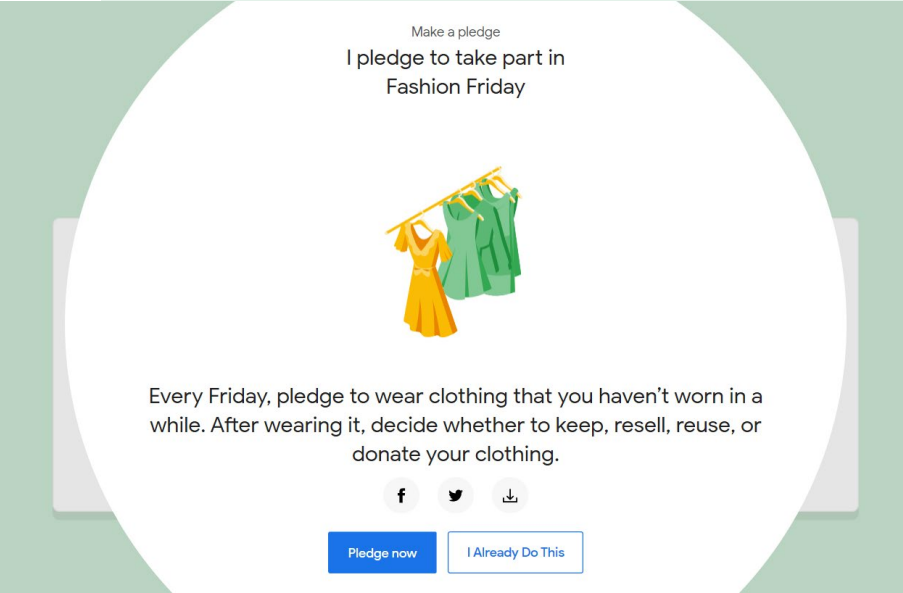 Make a pledge
I pledge to take part in
Fashion Friday
Every Friday, pledge to wear clothing that you haven’t worn in a
while. After wearing it, decide whether to keep, resell, reuse, or
donate your clothing.
Pledge now
I Already Do This